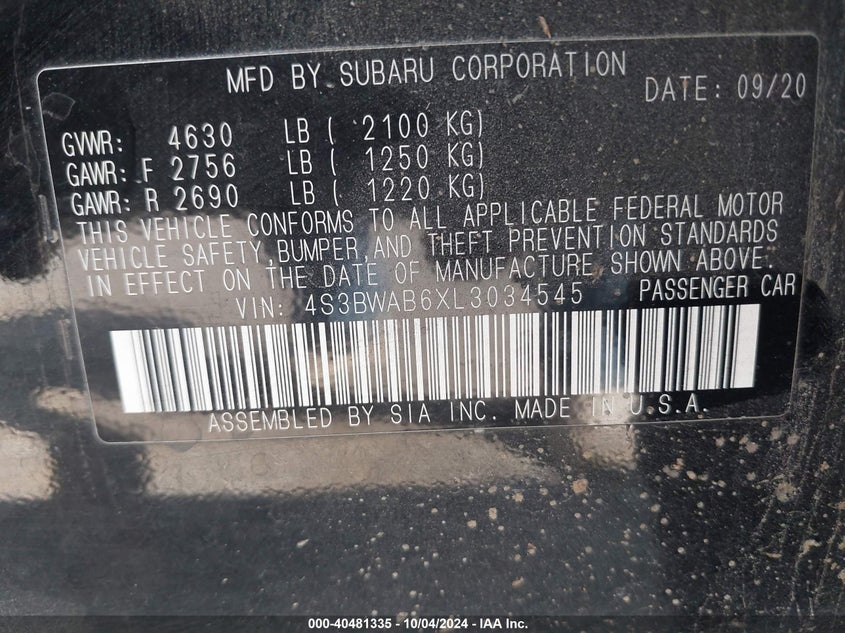 MFD BY SUBARU CORPORATION DATE: 09/20
GVWR: 4630 LB ( 2100 KG)
GAWR: F 2756 LB ( 1250 KG)
GAWR: R 2690 LB ( 1220 KG)
THIS VEHICLE CONFORMS TO ALL APPLICABLE FEDERAL MOTOR
VEHICLE SAFETY, BUMPER, AND THEFT PREVENTION STANDARDS
IN EFFECT ON THE DATE OF MANUFACTURE SHOWN ABOVE.
VIN: 4S3BWAB6XL3034545 PASSENGER CAR
ASSEMBLED BY SIA INC. MADE IN U.S.A.
000-40481335 - 10/04/2024 - IAA Inc.